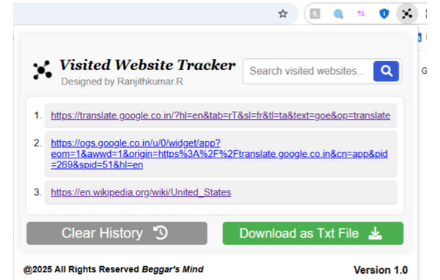 Visited Website Tracker
Designed by Ranjithkumar.R
Search visited websites...
1. https://translate.google.co.in/?hl=en&tab=rT&sl=fr&tl=ta&text=goe&op=translate
2. https://ogs.google.co.in/u/0/widget/app?
eom=1&awwd=1&origin=https%3A%2F%2Ftranslate.google.co.in&cn=app&pid
=269&spid=51&hl=en
3. https://en.wikipedia.org/wiki/United_States
Clear History
Download as Txt File
@2025 All Rights Reserved Beggar's Mind
Version 1.0
G